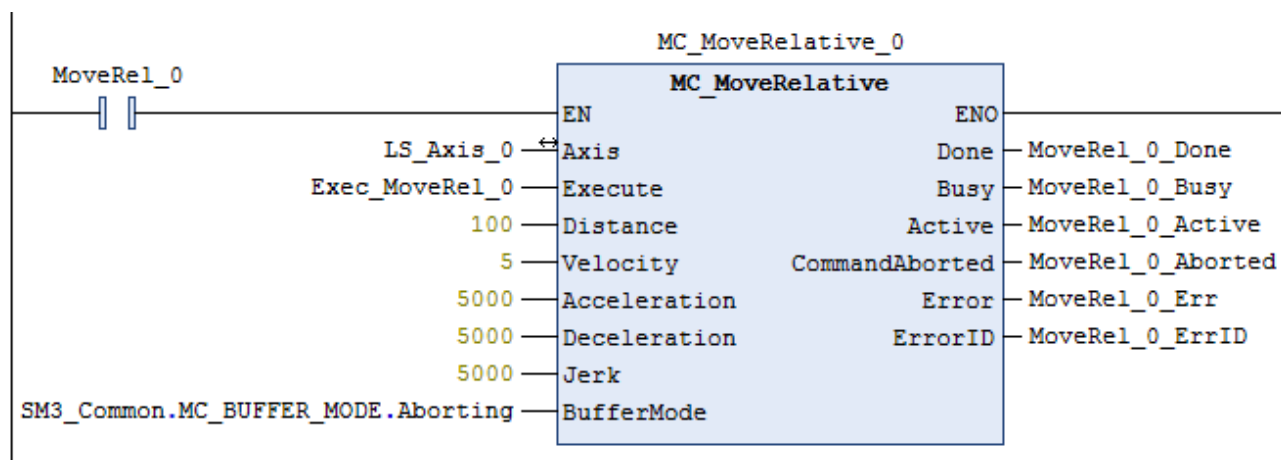 MC_MoveRelative_0
MoveRel_0
MC_MoveRelative
EN ENO
LS_Axis_0 Axis Done MoveRel_0_Done
Exec_MoveRel_0 Execute Busy MoveRel_0_Busy
100 Distance Active MoveRel_0_Active
5 Velocity CommandAborted MoveRel_0_Aborted
5000 Acceleration Error MoveRel_0_Err
5000 Deceleration ErrorID MoveRel_0_ErrID
5000 Jerk
SM3_Common.MC_BUFFER_MODE.Aborting BufferMode